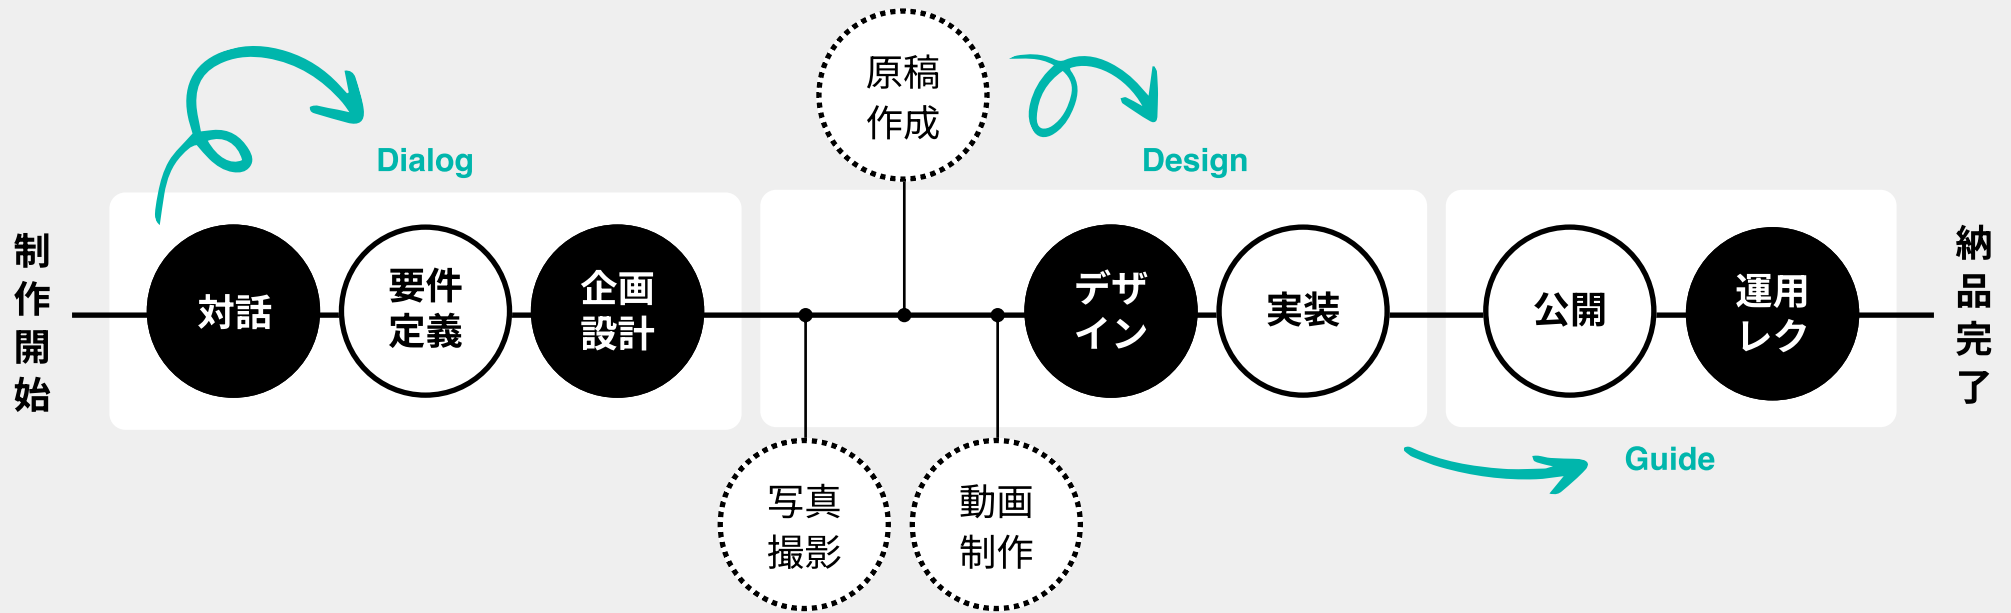 制作開始
Dialog
対話
要件
定義
企画
設計
原稿
作成
写真
撮影
動画
制作
Design
デザ
イン
実装
Guide
公開
運用
レク
納品完了